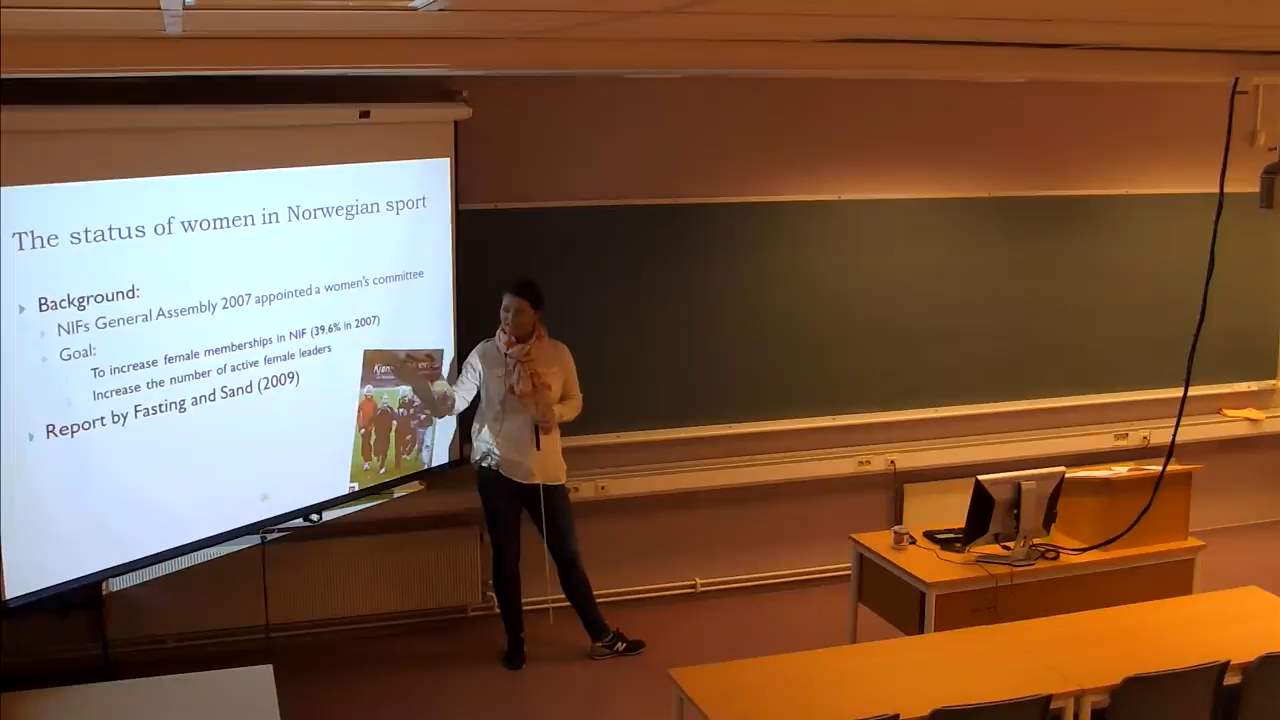 The status of women in Norwegian sport
Background:
NIFs General Assembly 2007 appointed a women's committee
Goal:
To increase female memberships in NIF (39,6% in 2007)
Increase the number of active female leaders
Report by Fasting and Sand (2009)
N